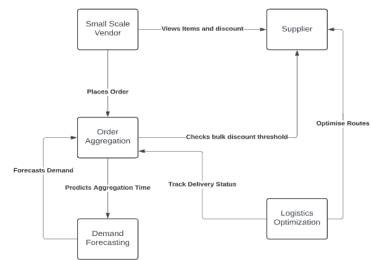 Small Scale
Vendor
Views Items and discount
Supplier
Places Order
Optimise Routes
Order
Aggregation
Checks bulk discount threshold
Forecasts Demand
Predicts Aggregation Time
Track Delivery Status
Demand
Forecasting
Logistics
Optimization